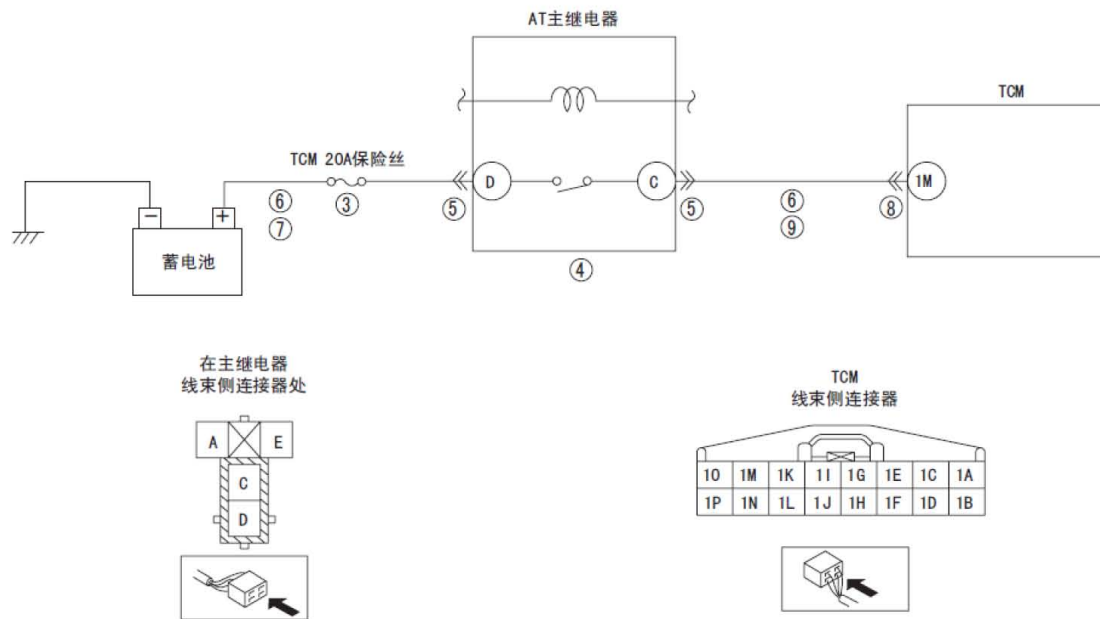 AT主继电器
TCM
TCM 20A保险丝
D
C
1M
⑥
③
⑤
⑤
⑥
⑧
⑦
⑨
④
− +
蓄电池
在主继电器
线束侧连接器处
A E
C
D
TCM
线束侧连接器
1O 1M 1K 1I 1G 1E 1C 1A
1P 1N 1L 1J 1H 1F 1D 1B